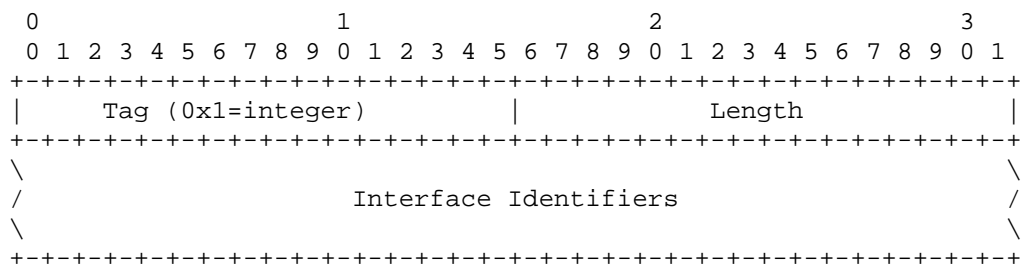 0                   1                   2                   3
 0 1 2 3 4 5 6 7 8 9 0 1 2 3 4 5 6 7 8 9 0 1 2 3 4 5 6 7 8 9 0 1
+-+-+-+-+-+-+-+-+-+-+-+-+-+-+-+-+-+-+-+-+-+-+-+-+-+-+-+-+-+-+-+-+
|     Tag (0x1=integer)         |            Length             |
+-+-+-+-+-+-+-+-+-+-+-+-+-+-+-+-+-+-+-+-+-+-+-+-+-+-+-+-+-+-+-+-+
\                                                               \
/                     Interface Identifiers                     /
\                                                               \
+-+-+-+-+-+-+-+-+-+-+-+-+-+-+-+-+-+-+-+-+-+-+-+-+-+-+-+-+-+-+-+-+